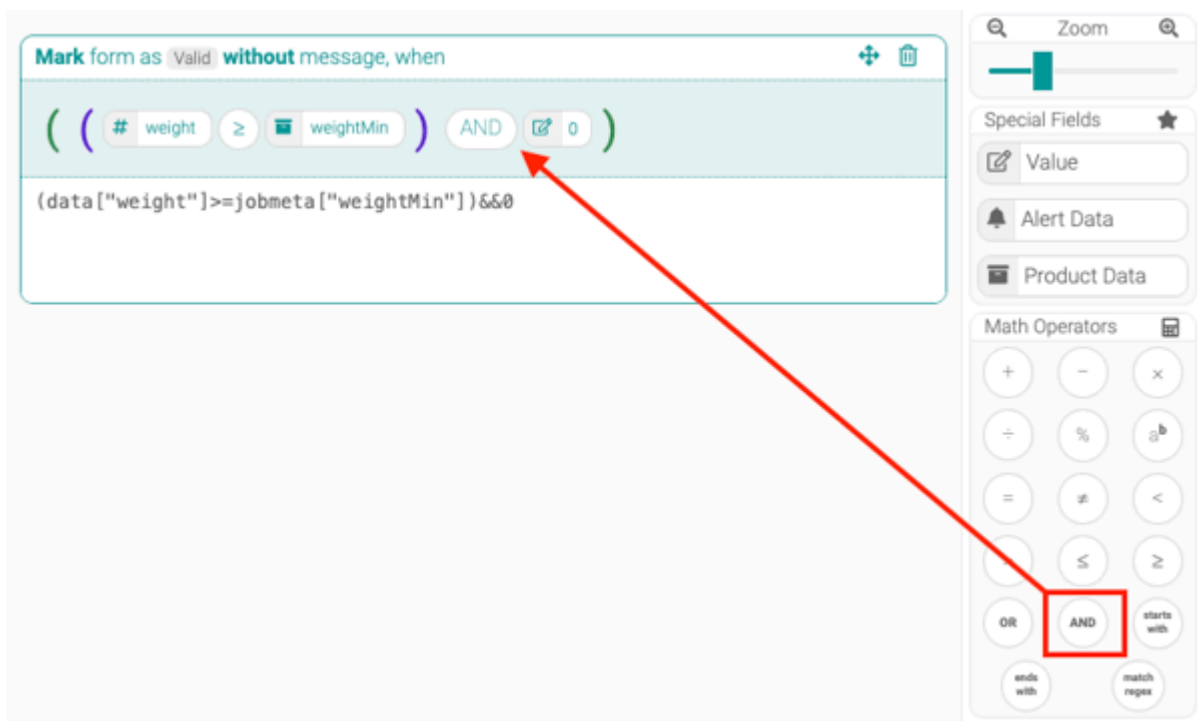 Mark form as Valid without message, when
( ( # weight ≥ weightMin ) AND 0 )
(data["weight"]>=jobmeta["weightMin"])&&0
Zoom
Special Fields
Value
Alert Data
Product Data
Math Operators
+ − ×
÷ % aᵇ
= ≠ <
≤ ≥
OR AND starts with
ends with match regex